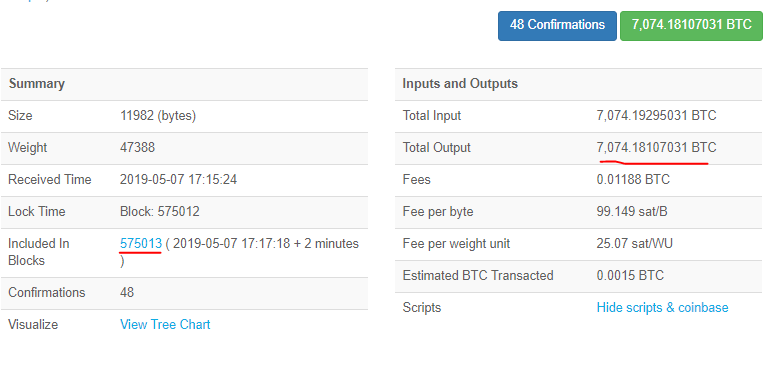 48 Confirmations 7,074.18107031 BTC
Summary
Size 11982 (bytes)
Weight 47388
Received Time 2019-05-07 17:15:24
Lock Time Block: 575012
Included In Blocks 575013 ( 2019-05-07 17:17:18 + 2 minutes )
Confirmations 48
Visualize View Tree Chart
Inputs and Outputs
Total Input 7,074.19295031 BTC
Total Output 7,074.18107031 BTC
Fees 0.01188 BTC
Fee per byte 99.149 sat/B
Fee per weight unit 25.07 sat/WU
Estimated BTC Transacted 0.0015 BTC
Scripts Hide scripts & coinbase